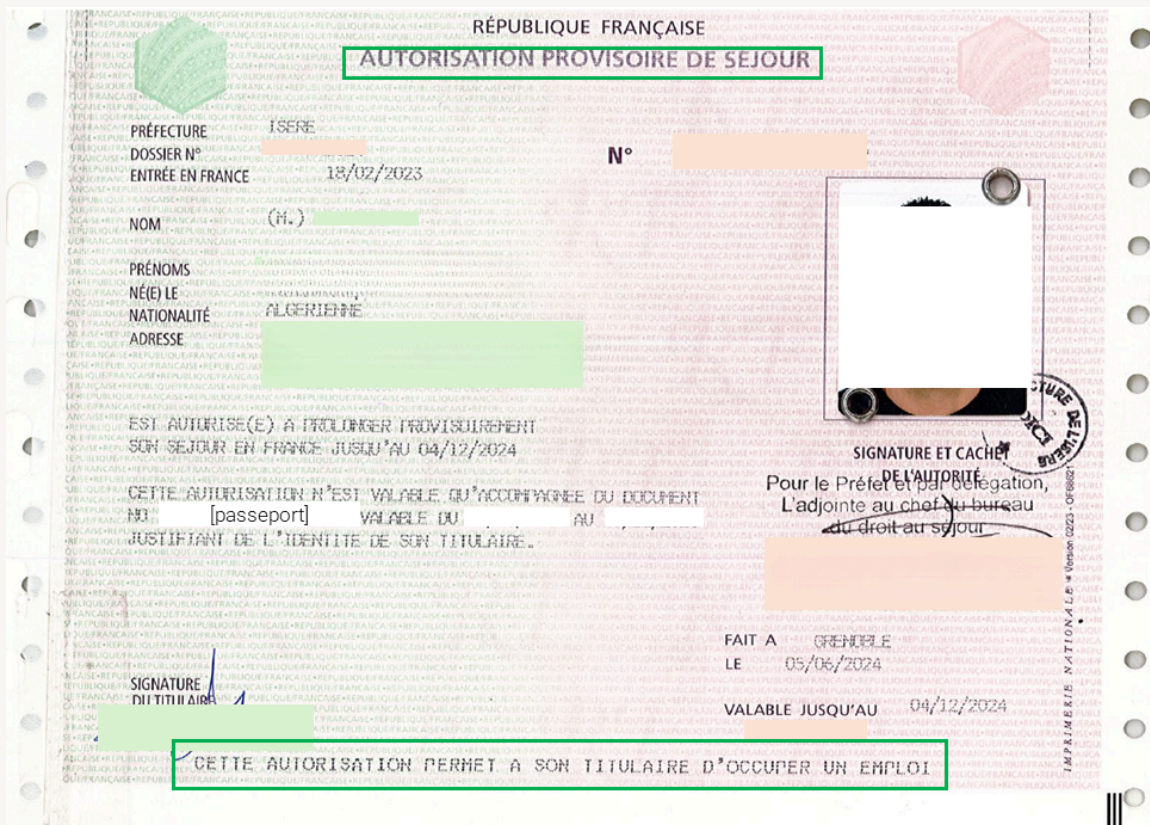 RÉPUBLIQUE FRANÇAISE
AUTORISATION PROVISOIRE DE SÉJOUR
PRÉFECTURE ISERE
DOSSIER N°
N°
ENTRÉE EN FRANCE 18/02/2023
NOM (M.)
PRÉNOMS
NÉ(E) LE
NATIONALITÉ ALGERIENNE
ADRESSE
EST AUTORISE(E) A PROLONGER PROVISOIREMENT
SON SEJOUR EN FRANCE JUSQU'AU 04/12/2024
CETTE AUTORISATION N'EST VALABLE QU'ACCOMPAGNEE DU DOCUMENT
NO [passeport] VALABLE DU AU
JUSTIFIANT DE L'IDENTITE DE SON TITULAIRE.
SIGNATURE ET CACHET
DE L'AUTORITÉ
Pour le Préfet et par délégation,
L'adjointe au chef du bureau
du droit au séjour
FAIT A GRENOBLE
LE 05/06/2024
SIGNATURE
DU TITULAIRE
VALABLE JUSQU'AU 04/12/2024
CETTE AUTORISATION PERMET A SON TITULAIRE D'OCCUPER UN EMPLOI
IMPRIMERIE NATIONALE Version 02/23